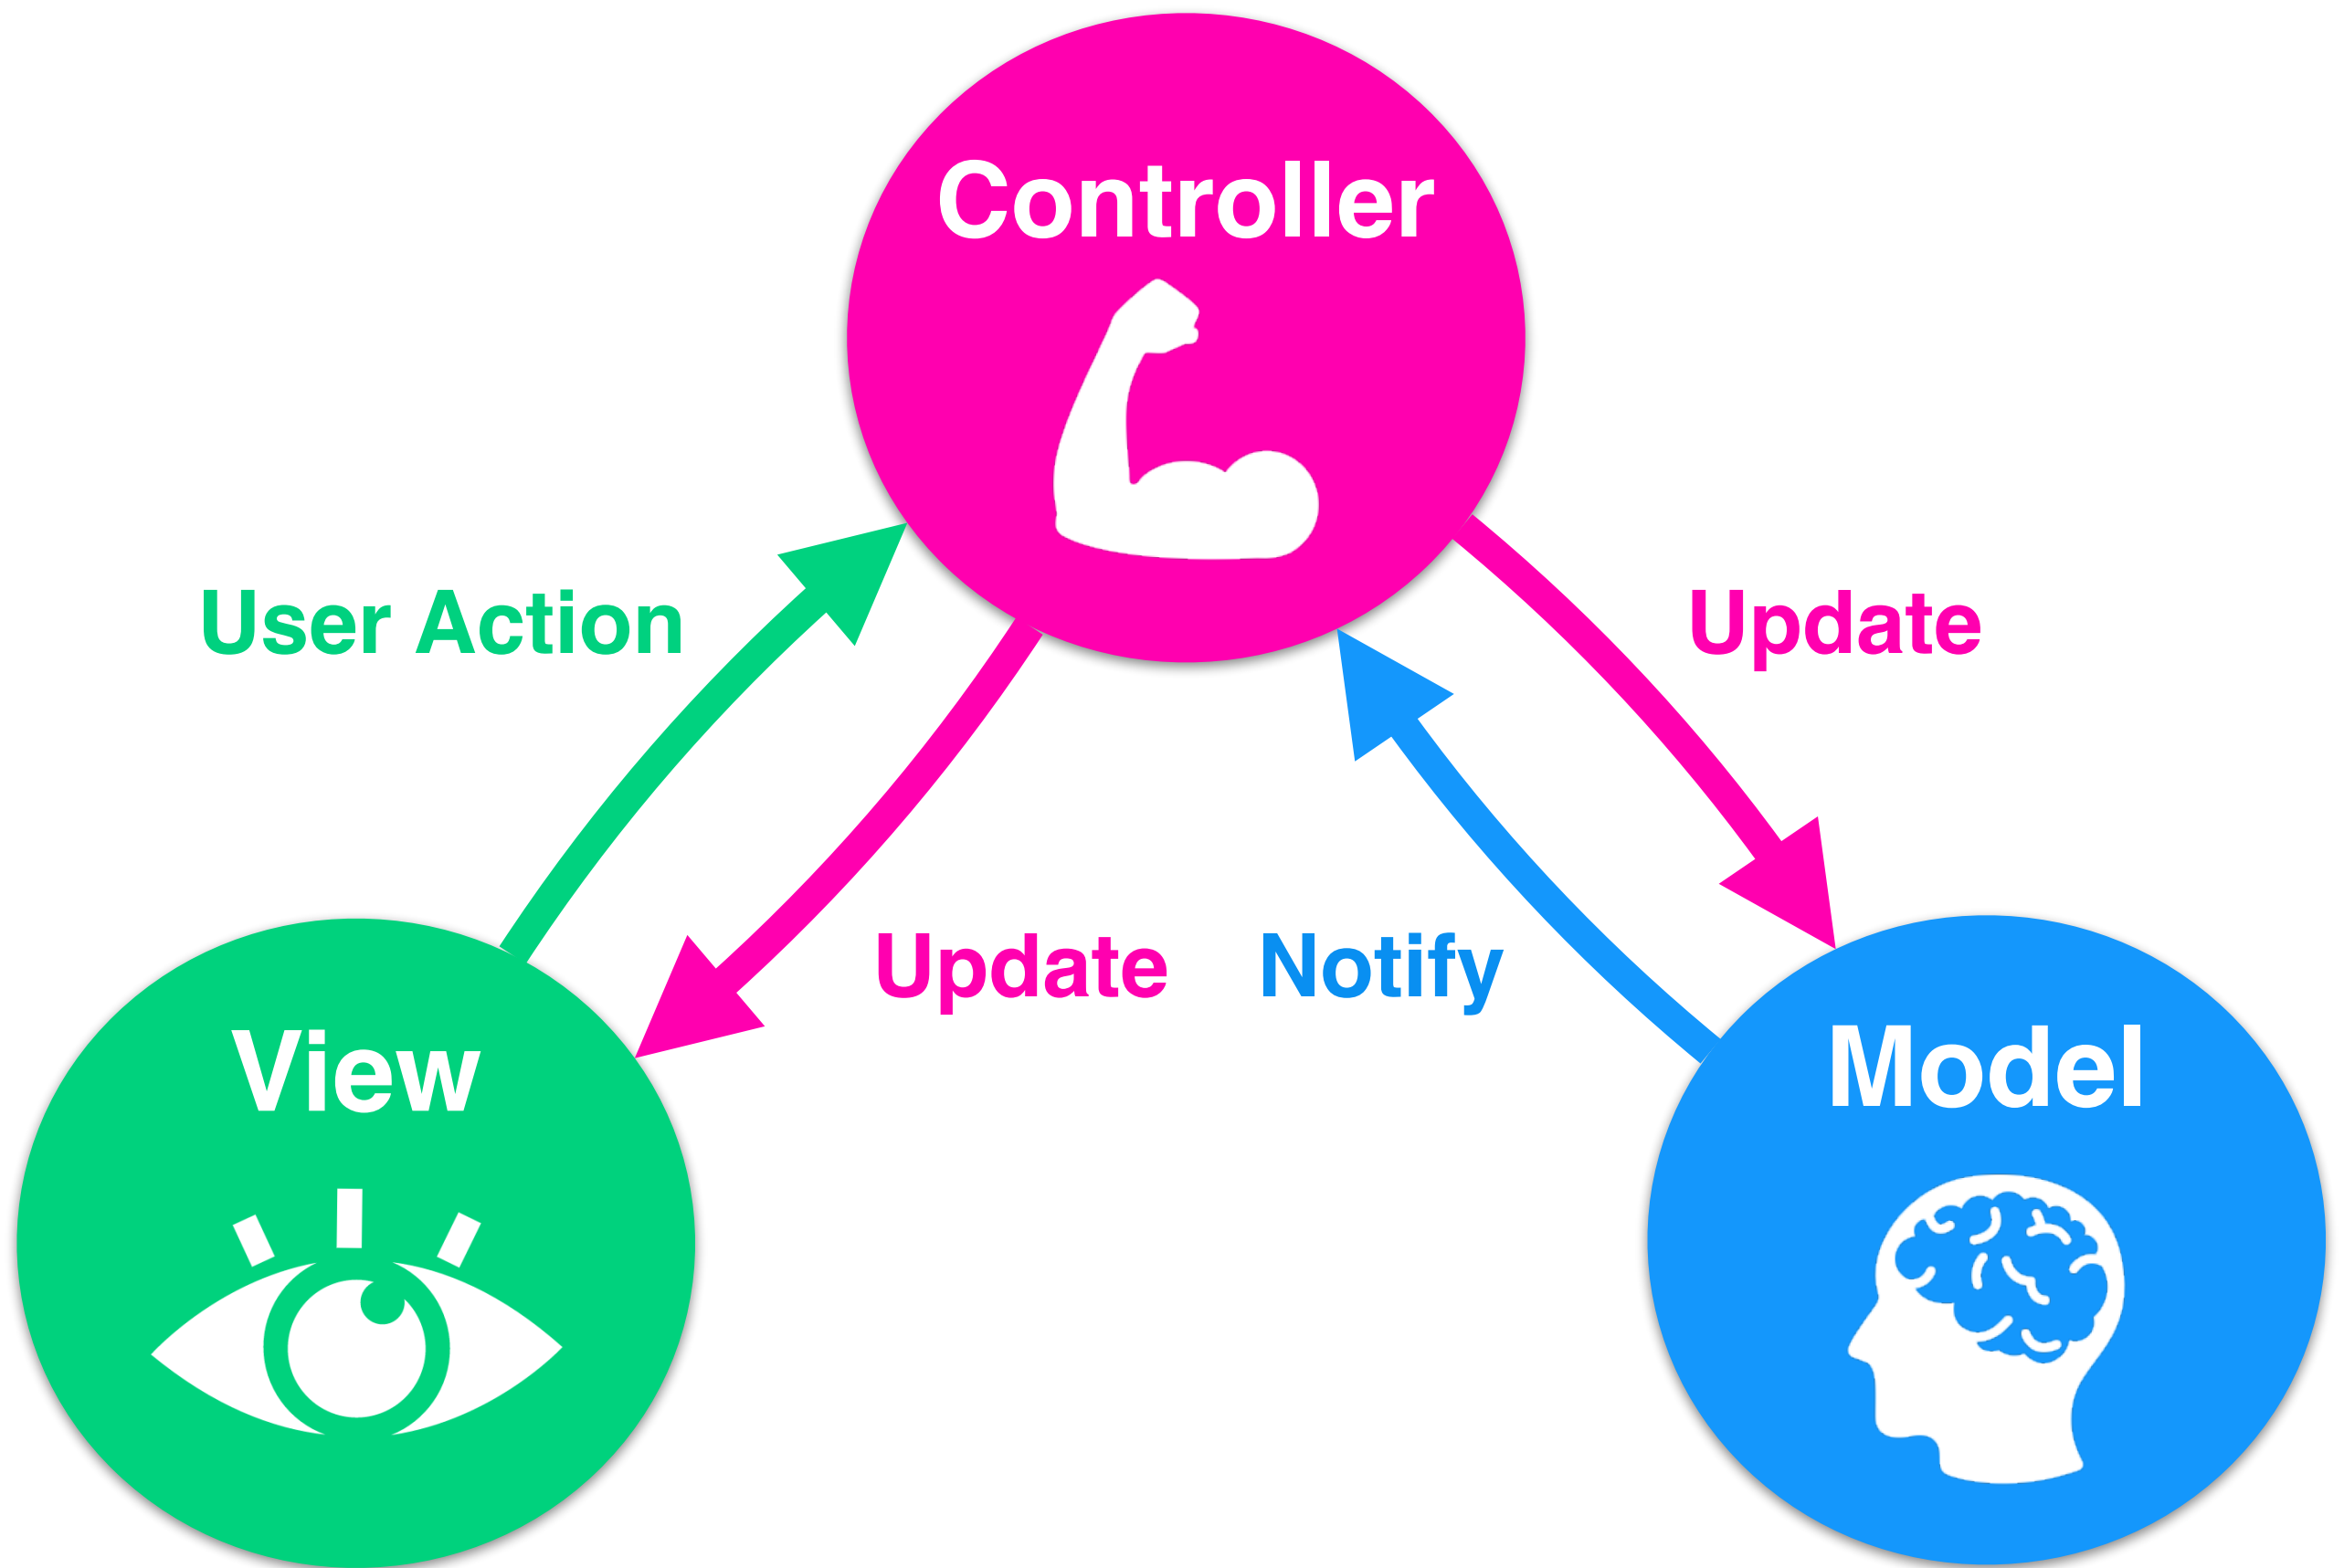 Controller
User Action
Update
Update
Notify
View
Model